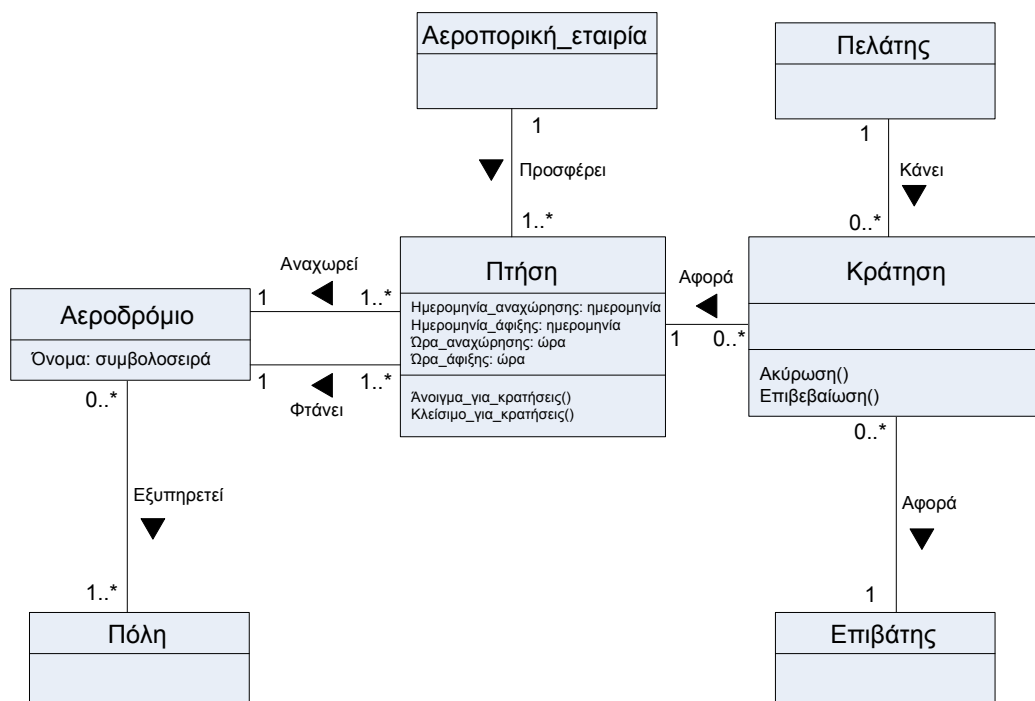 Αεροπορική_εταιρία
Πελάτης
1
1
Προσφέρει
Κάνει
1..*
0..*
Αναχωρεί
Πτήση
Αφορά
Κράτηση
1
1..*
Αεροδρόμιο
Όνομα: συμβολοσειρά
Ημερομηνία_αναχώρησης: ημερομηνία
Ημερομηνία_άφιξης: ημερομηνία
Ώρα_αναχώρησης: ώρα
Ώρα_άφιξης: ώρα
1
0..*
1
1..*
Φτάνει
Άνοιγμα_για_κρατήσεις()
Κλείσιμο_για_κρατήσεις()
Ακύρωση()
Επιβεβαίωση()
0..*
0..*
Εξυπηρετεί
Αφορά
1..*
1
Πόλη
Επιβάτης